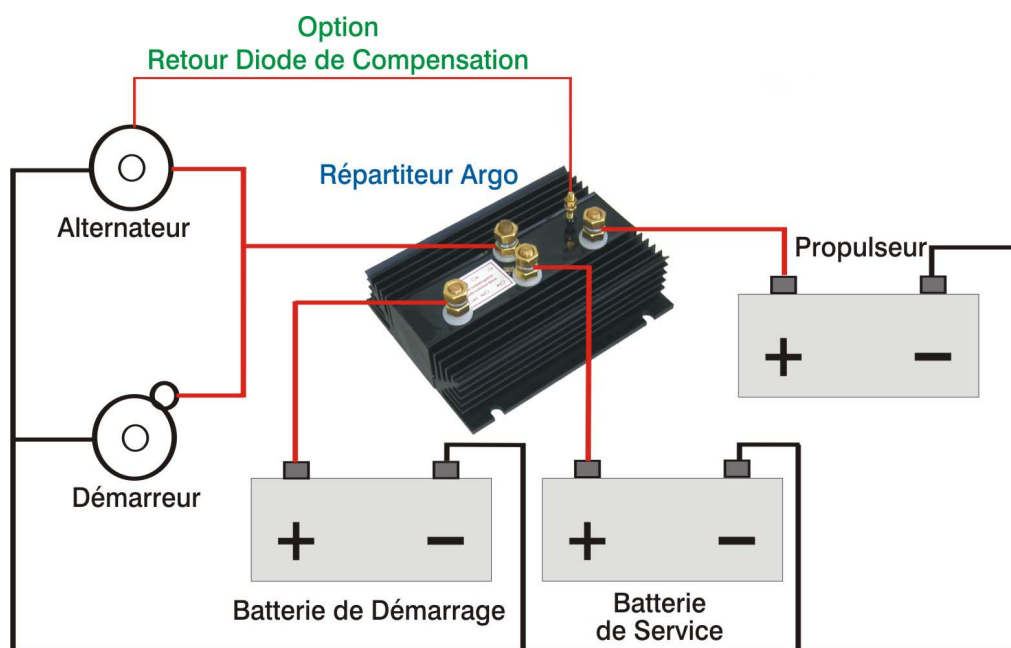 Option
Retour Diode de Compensation
Répartiteur Argo
Alternateur
Propulseur
+ −
Démarreur
+ −
+ −
Batterie de Démarrage
Batterie
de Service